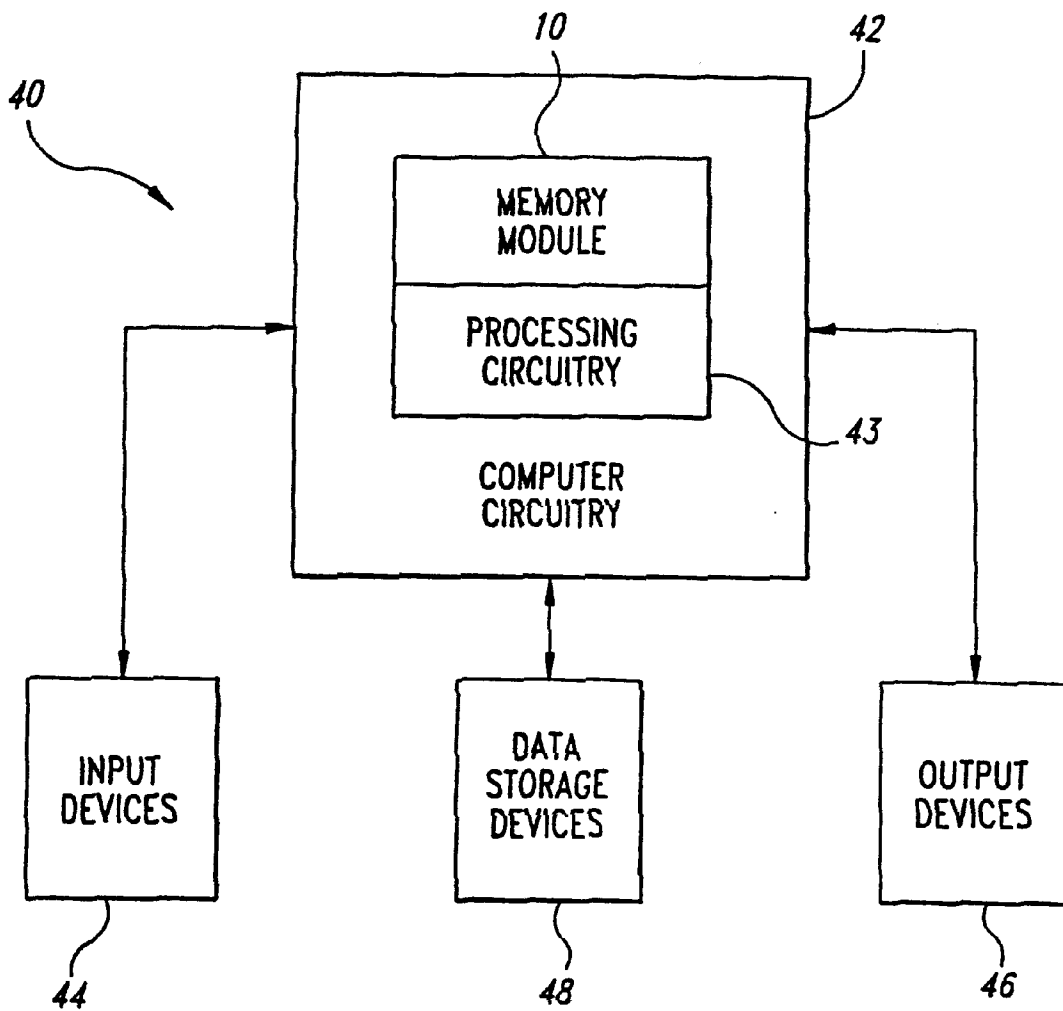 10
42
40
MEMORY
MODULE
PROCESSING
CIRCUITRY
43
COMPUTER
CIRCUITRY
INPUT
DEVICES
DATA
STORAGE
DEVICES
OUTPUT
DEVICES
44
48
46